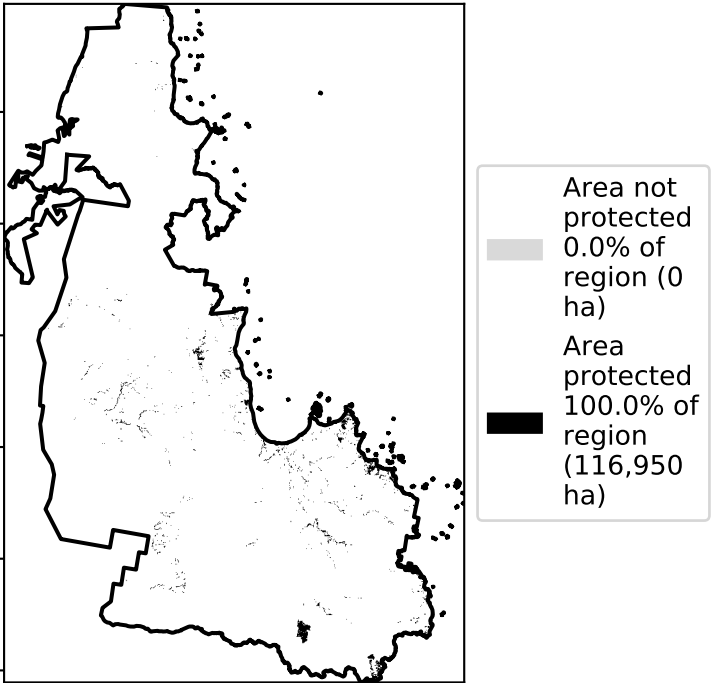 Area not
protected
0.0% of
region (0
ha)
Area
protected
100.0% of
region
(116,950
ha)